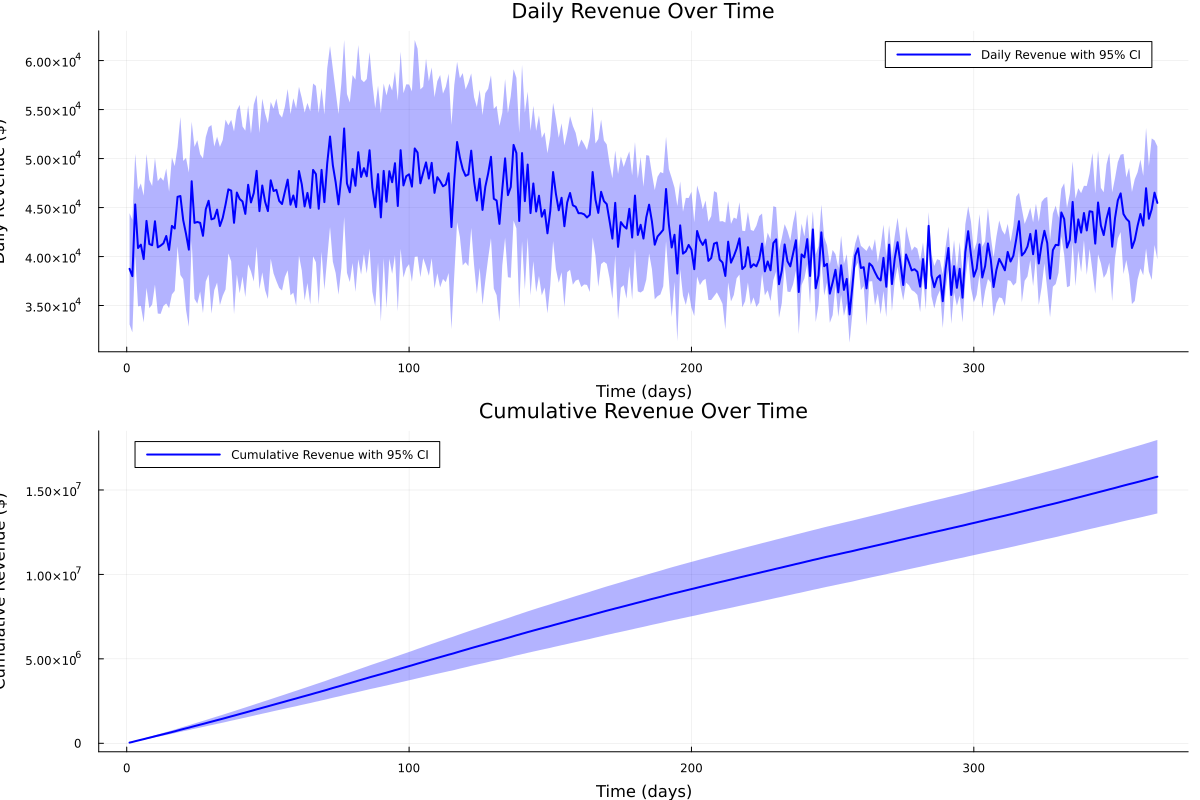 Daily Revenue Over Time
Daily Revenue ($)
6.00×10⁴
5.50×10⁴
5.00×10⁴
4.50×10⁴
4.00×10⁴
3.50×10⁴
Daily Revenue with 95% CI
0 100 200 300
Time (days)
Cumulative Revenue Over Time
Cumulative Revenue ($)
1.50×10⁷
1.00×10⁷
5.00×10⁶
0
Cumulative Revenue with 95% CI
0 100 200 300
Time (days)